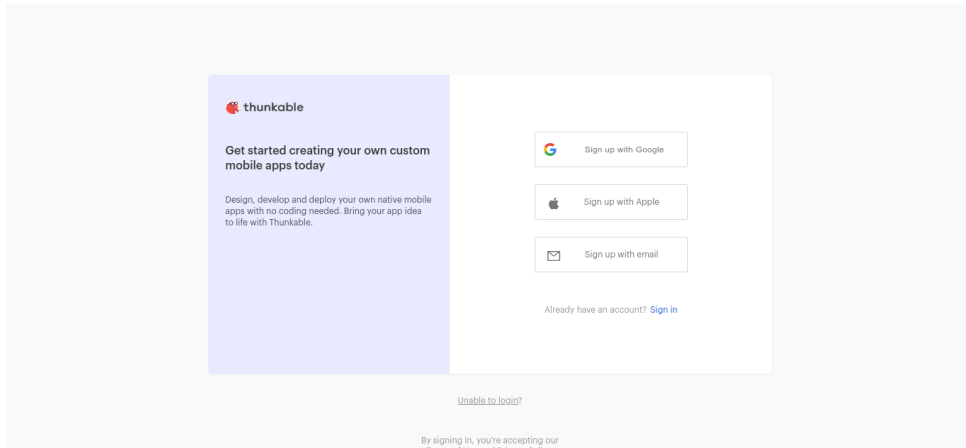 thunkable
Get started creating your own custom
mobile apps today
Design, develop and deploy your own native mobile
apps with no coding needed. Bring your app idea
to life with Thunkable.
Sign up with Google
Sign up with Apple
Sign up with email
Already have an account? Sign in
Unable to login?
By signing in, you're accepting our